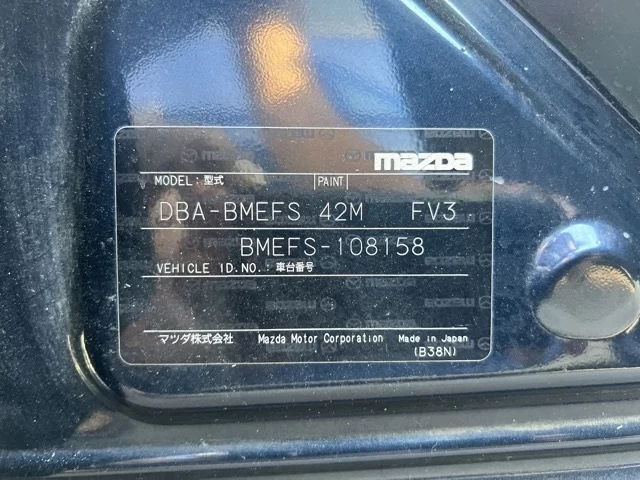 mazda
MODEL:型式 PAINT
DBA-BMEFS 42M FV3
BMEFS-108158
VEHICLE ID.NO.:車台番号
マツダ株式会社 Mazda Motor Corporation Made in Japan
(B38N)